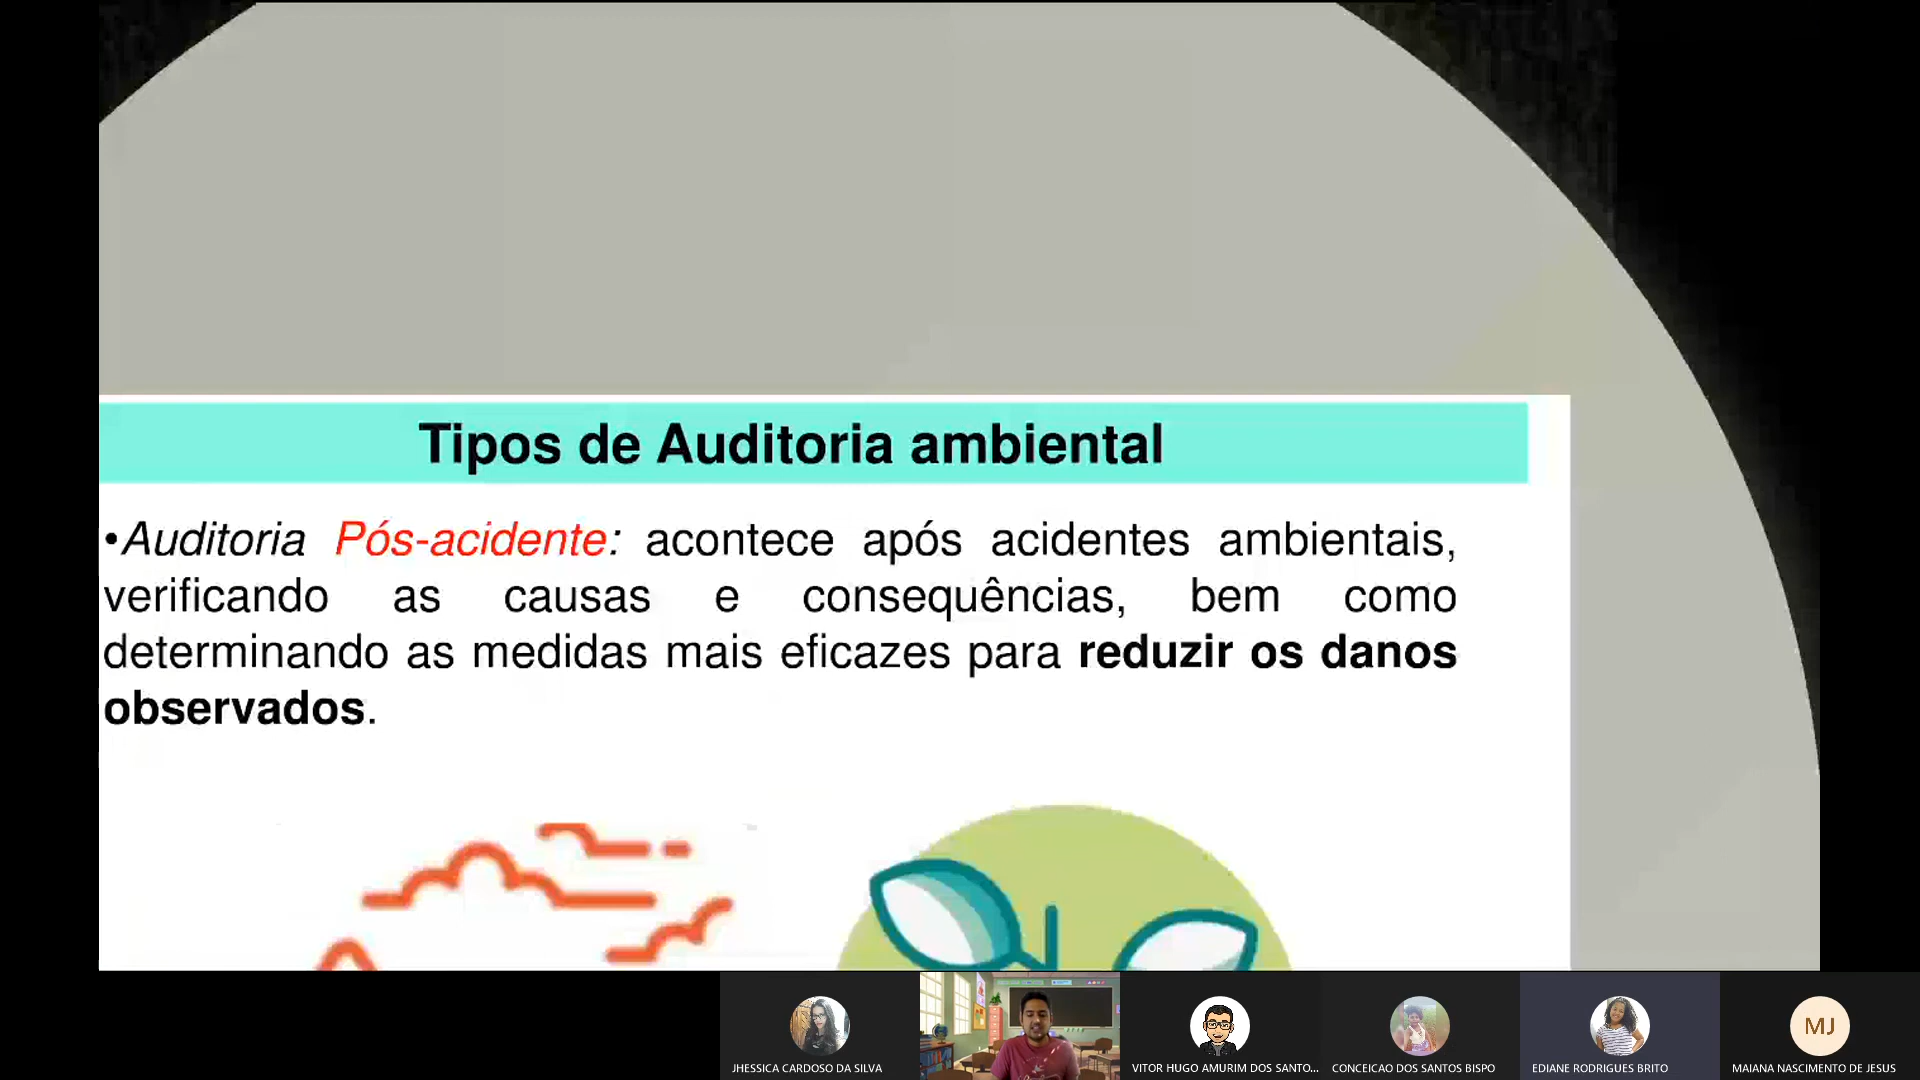 Tipos de Auditoria ambiental
•Auditoria Pós-acidente: acontece após acidentes ambientais,
verificando as causas e consequências, bem como
determinando as medidas mais eficazes para reduzir os danos
observados.
JHESSICA CARDOSO DA SILVA
VITOR HUGO AMURIM DOS SANTO...
CONCEICAO DOS SANTOS BISPO
EDIANE RODRIGUES BRITO
MJ
MAIANA NASCIMENTO DE JESUS